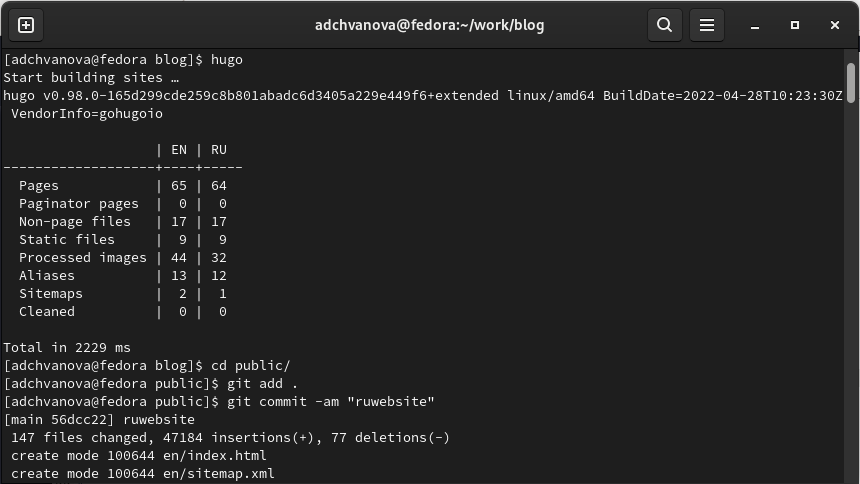 adchvanova@fedora:~/work/blog
[adchvanova@fedora blog]$ hugo
Start building sites …
hugo v0.98.0-165d299cde259c8b801abadc6d3405a229e449f6+extended linux/amd64 BuildDate=2022-04-28T10:23:30Z
 VendorInfo=gohugoio
                   | EN | RU
-------------------+----+-----
  Pages            | 65 | 64
  Paginator pages  |  0 |  0
  Non-page files   | 17 | 17
  Static files     |  9 |  9
  Processed images | 44 | 32
  Aliases          | 13 | 12
  Sitemaps         |  2 |  1
  Cleaned          |  0 |  0
Total in 2229 ms
[adchvanova@fedora blog]$ cd public/
[adchvanova@fedora public]$ git add .
[adchvanova@fedora public]$ git commit -am "ruwebsite"
[main 56dcc22] ruwebsite
 147 files changed, 47184 insertions(+), 77 deletions(-)
 create mode 100644 en/index.html
 create mode 100644 en/sitemap.xml